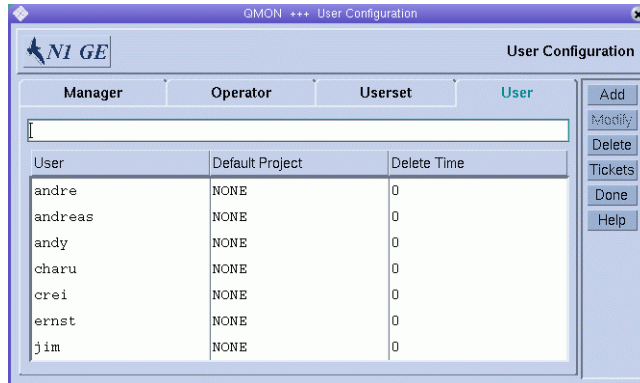 QMON +++ User Configuration
N1 GE
User Configuration
Manager Operator Userset User
Add
Modify
Delete
Tickets
Done
Help
User Default Project Delete Time
andre NONE 0
andreas NONE 0
andy NONE 0
charu NONE 0
crei NONE 0
ernst NONE 0
jim NONE 0